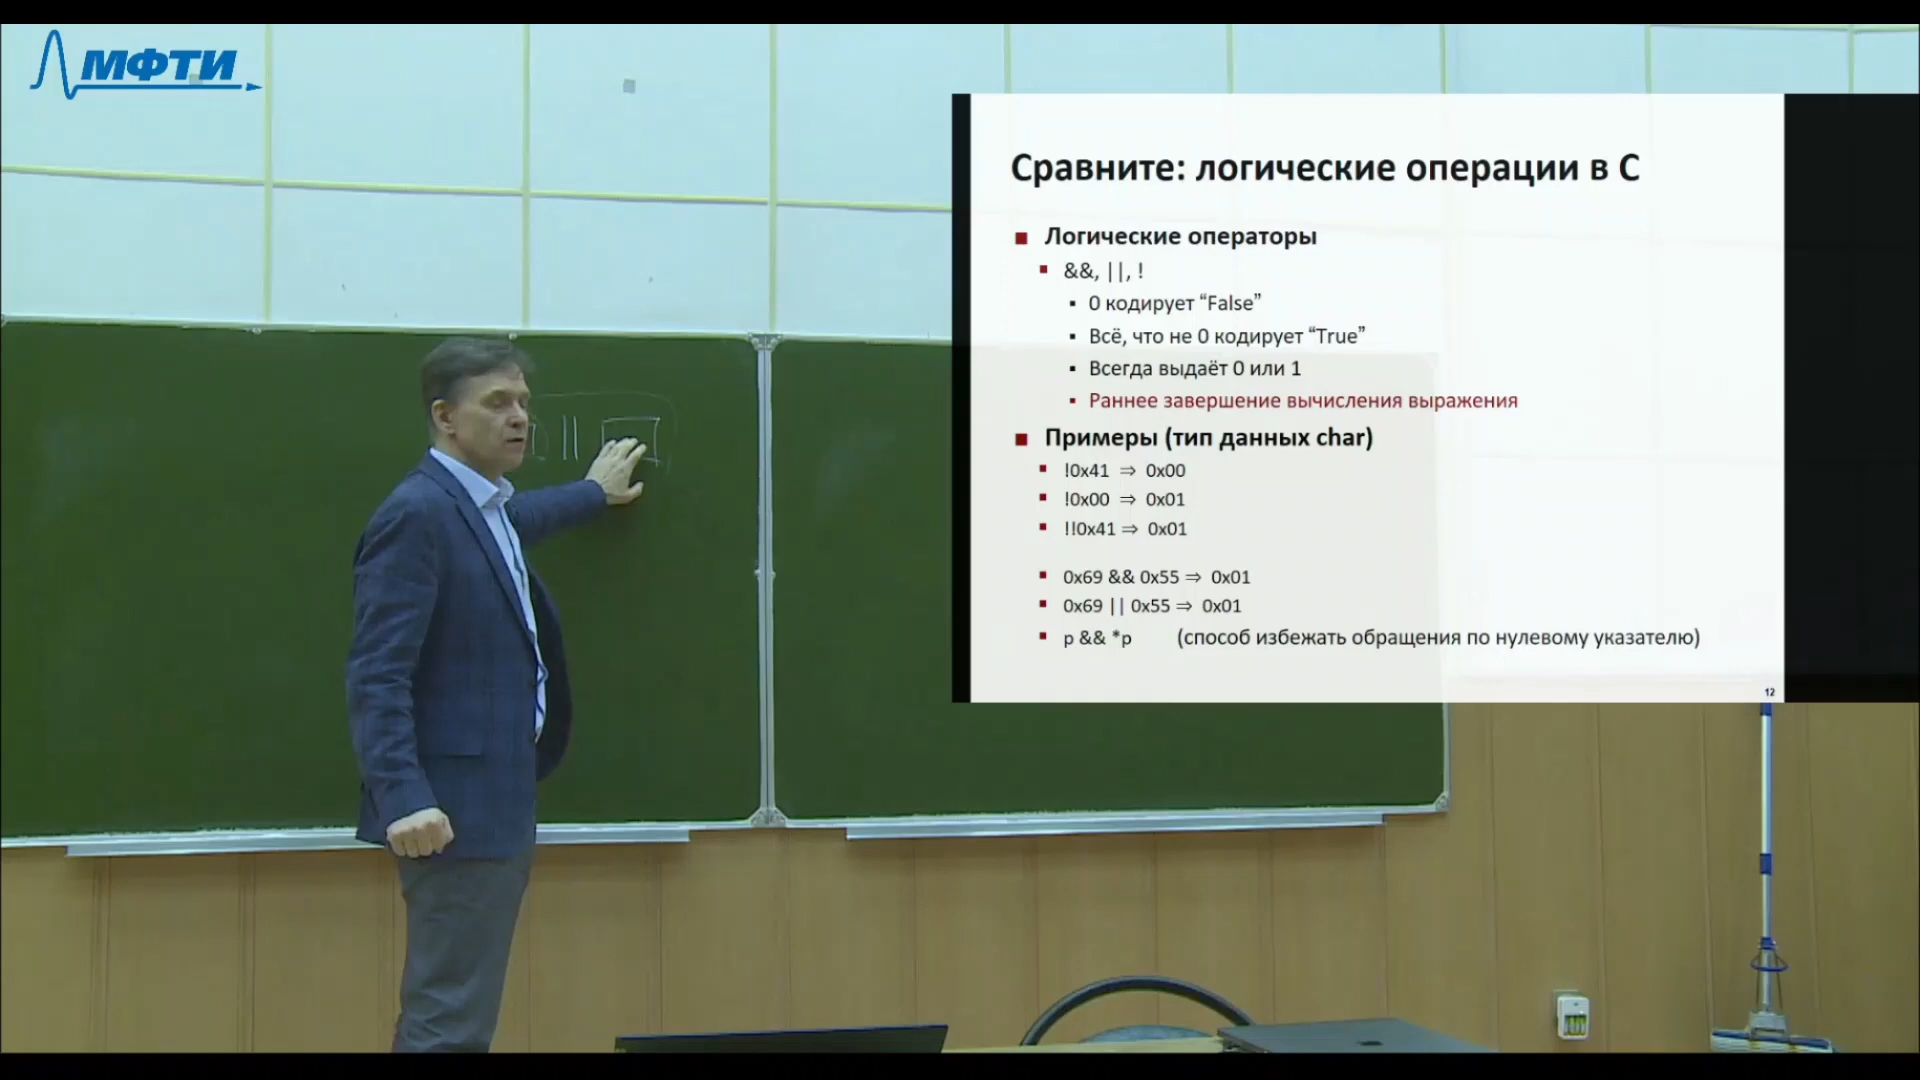 МФТИ
Сравните: логические операции в C
Логические операторы
&&, ||, !
0 кодирует “False”
Всё, что не 0 кодирует “True”
Всегда выдаёт 0 или 1
Раннее завершение вычисления выражения
Примеры (тип данных char)
!0x41 ⇒ 0x00
!0x00 ⇒ 0x01
!!0x41 ⇒ 0x01
0x69 && 0x55 ⇒ 0x01
0x69 || 0x55 ⇒ 0x01
p && *p (способ избежать обращения по нулевому указателю)
12
||